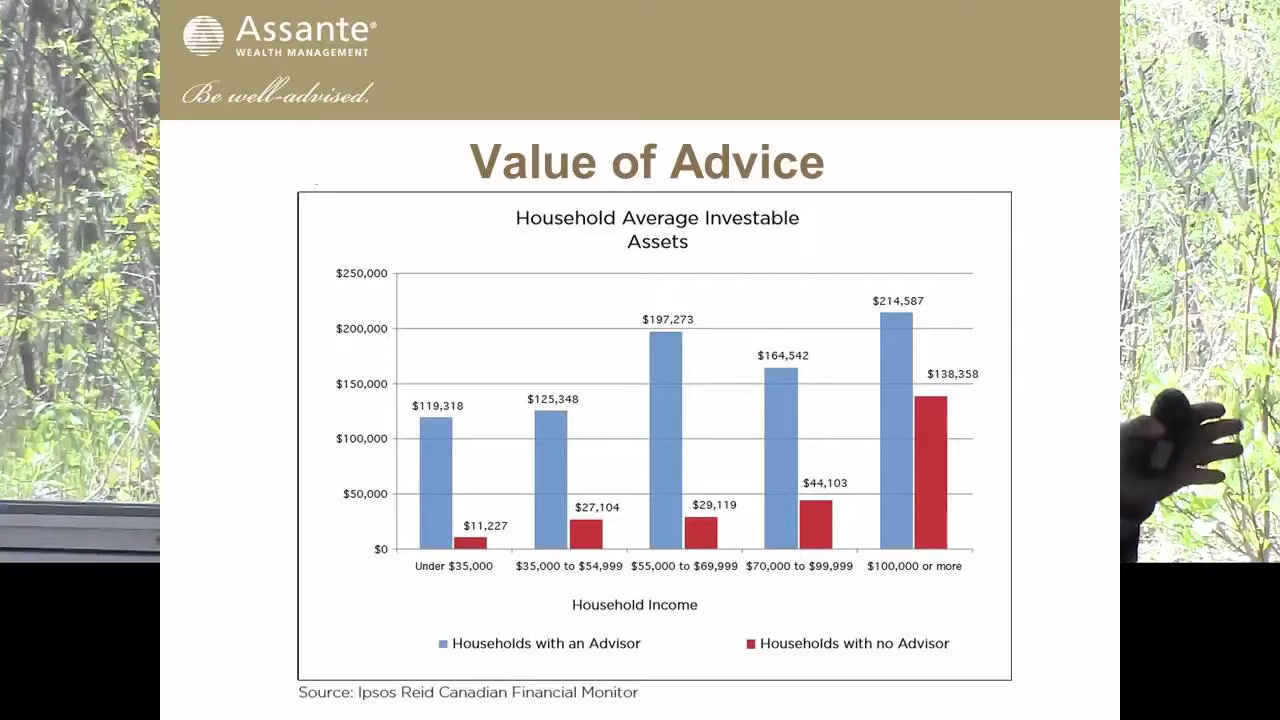 Assante®
WEALTH MANAGEMENT
Be well-advised.
Value of Advice
Household Average Investable
Assets
$250,000
$200,000
$150,000
$100,000
$50,000
$0
$119,318
$11,227
$125,348
$27,104
$197,273
$29,119
$164,542
$44,103
$214,587
$138,358
Under $35,000
$35,000 to $54,999
$55,000 to $69,999
$70,000 to $99,999
$100,000 or more
Household Income
Households with an Advisor
Households with no Advisor
Source: Ipsos Reid Canadian Financial Monitor